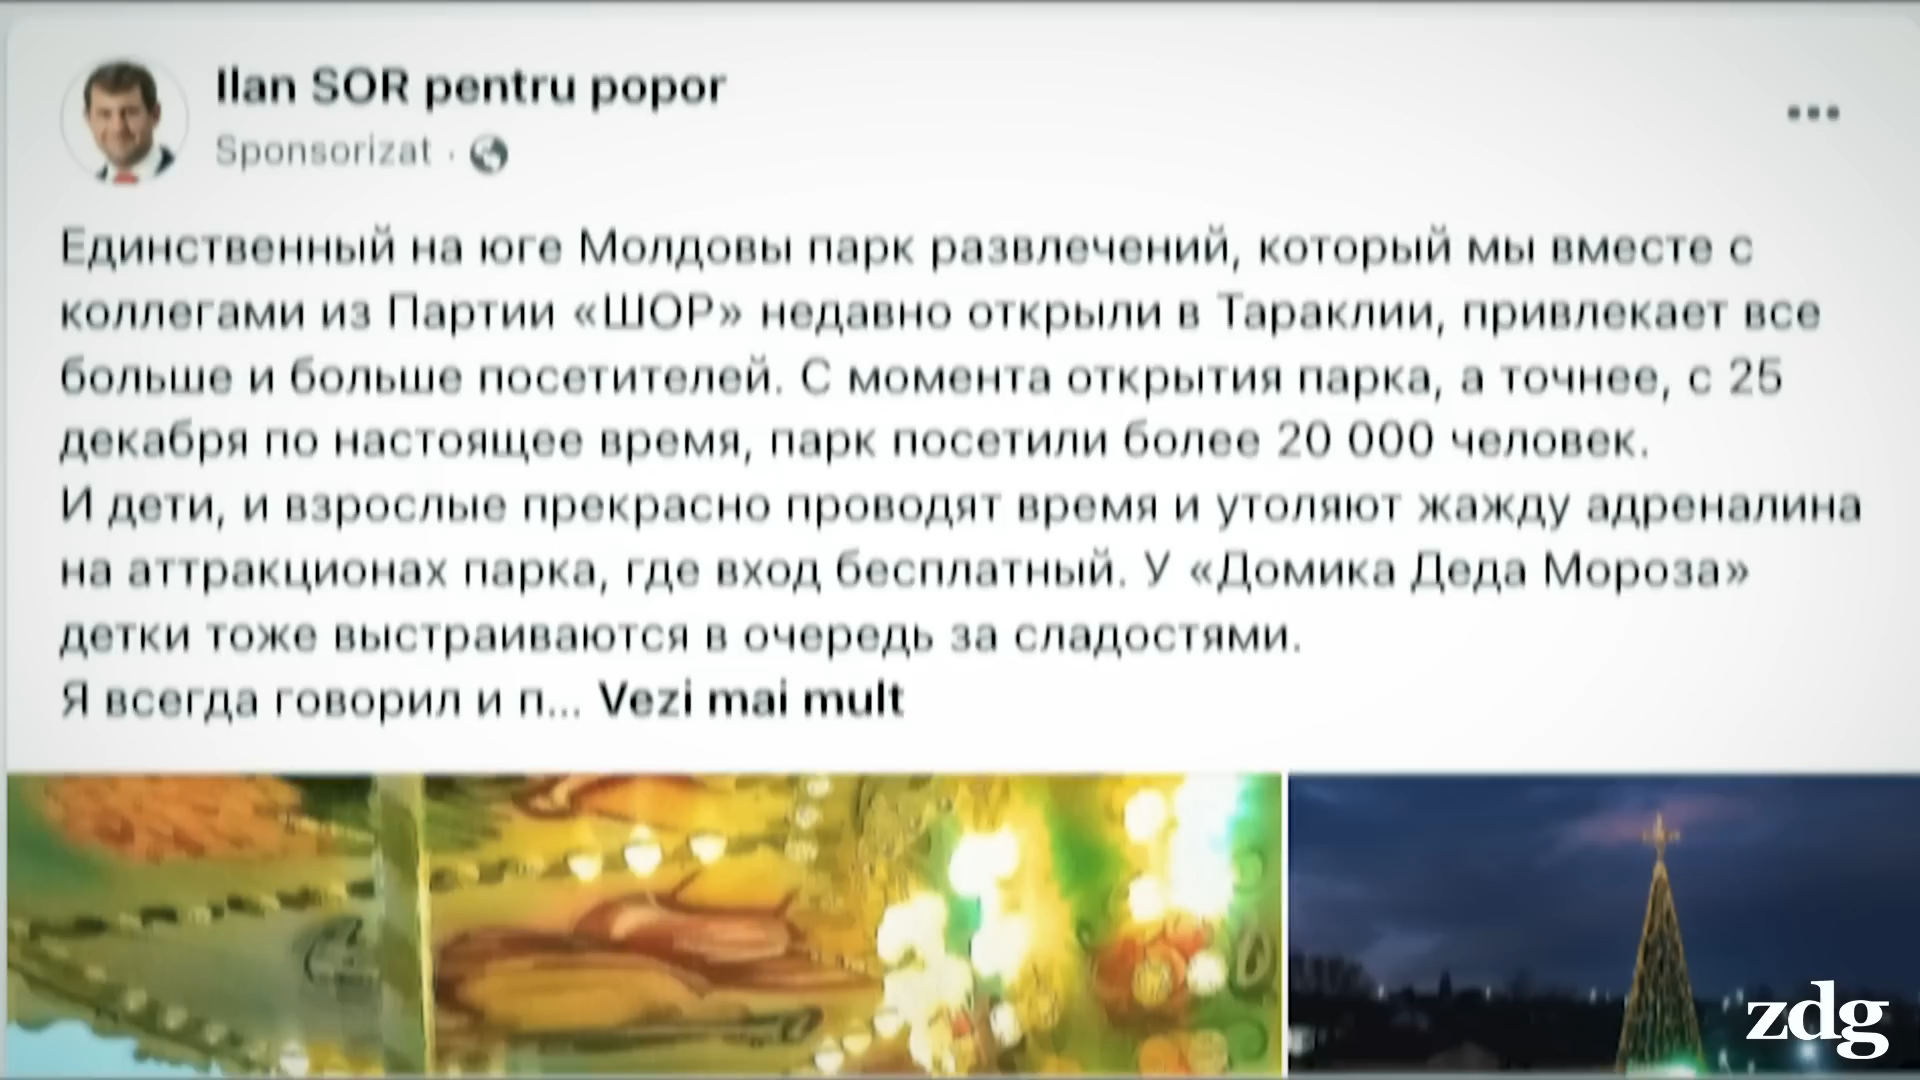 Ilan SOR pentru popor
Sponsorizat ·
Единственный на юге Молдовы парк развлечений, который мы вместе с
коллегами из Партии «ШОР» недавно открыли в Тараклии, привлекает все
больше и больше посетителей. С момента открытия парка, а точнее, с 25
декабря по настоящее время, парк посетили более 20 000 человек.
И дети, и взрослые прекрасно проводят время и утоляют жажду адреналина
на аттракционах парка, где вход бесплатный. У «Домика Деда Мороза»
детки тоже выстраиваются в очередь за сладостями.
Я всегда говорил и п... Vezi mai mult
zdg